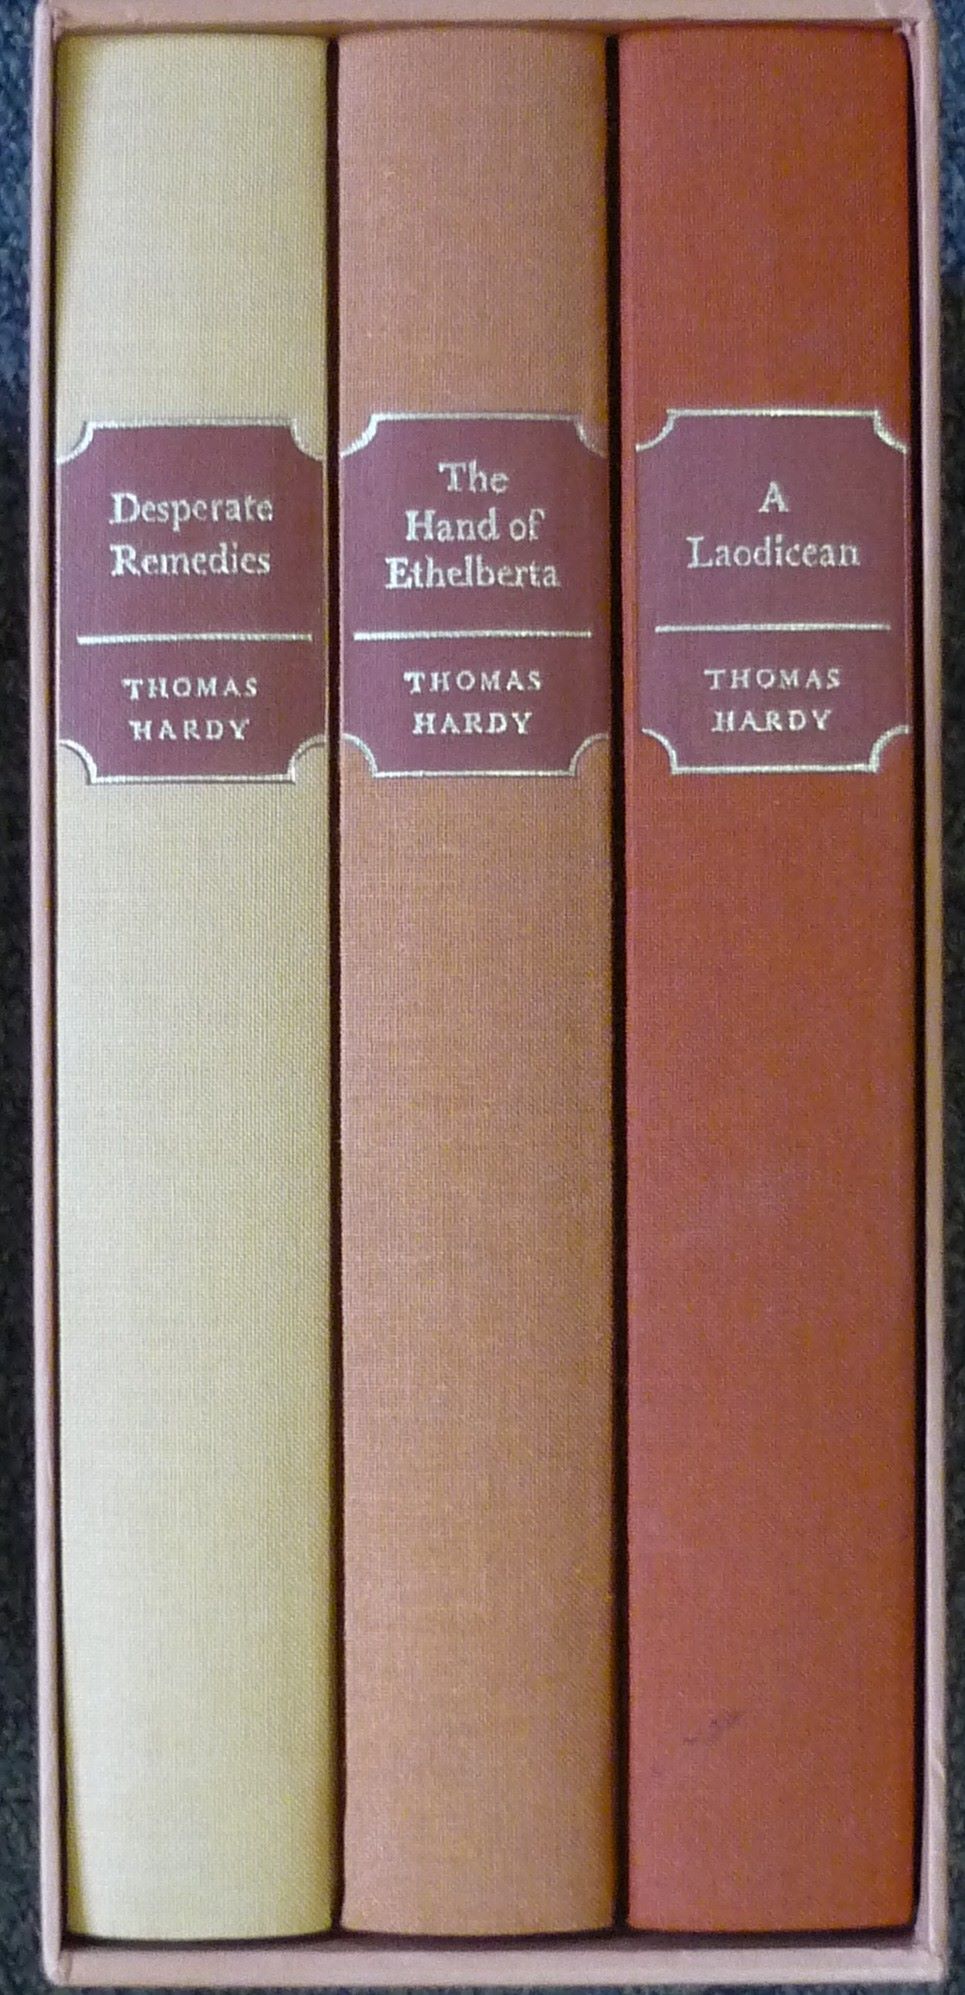 Desperate
Remedies
THOMAS
HARDY
The
Hand of
Ethelberta
THOMAS
HARDY
A
Laodicean
THOMAS
HARDY